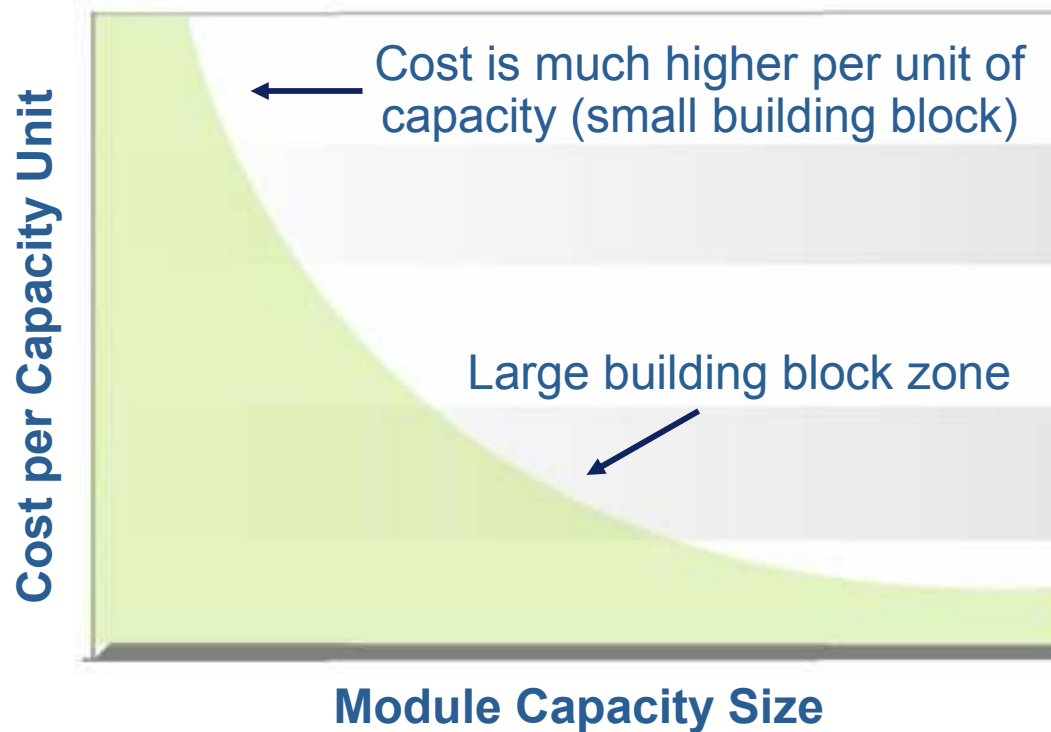 Cost per Capacity Unit
Cost is much higher per unit of
capacity (small building block)
Large building block zone
Module Capacity Size